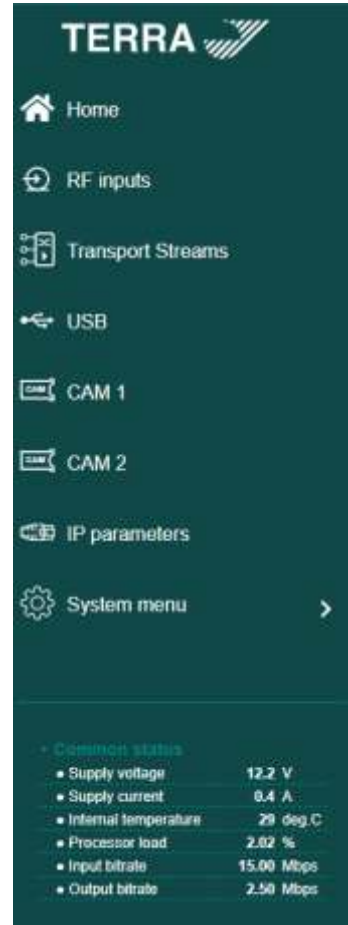 TERRA
Home
RF inputs
Transport Streams
USB
CAM CAM 1
CAM CAM 2
IP parameters
System menu
Common status
Supply voltage 12.2 V
Supply current 0.4 A
Internal temperature 29 deg.C
Processor load 2.02 %
Input bitrate 15.00 Mbps
Output bitrate 2.50 Mbps